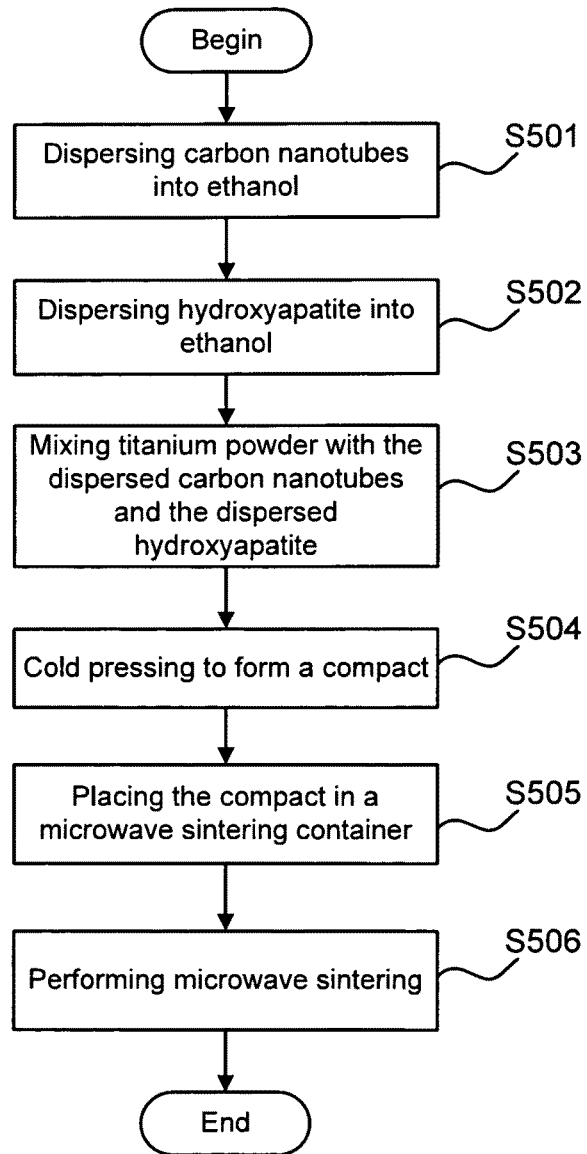 Begin
Dispersing carbon nanotubes
into ethanol
S501
Dispersing hydroxyapatite into
ethanol
S502
Mixing titanium powder with the
dispersed carbon nanotubes
and the dispersed
hydroxyapatite
S503
Cold pressing to form a compact
S504
Placing the compact in a
microwave sintering container
S505
Performing microwave sintering
S506
End